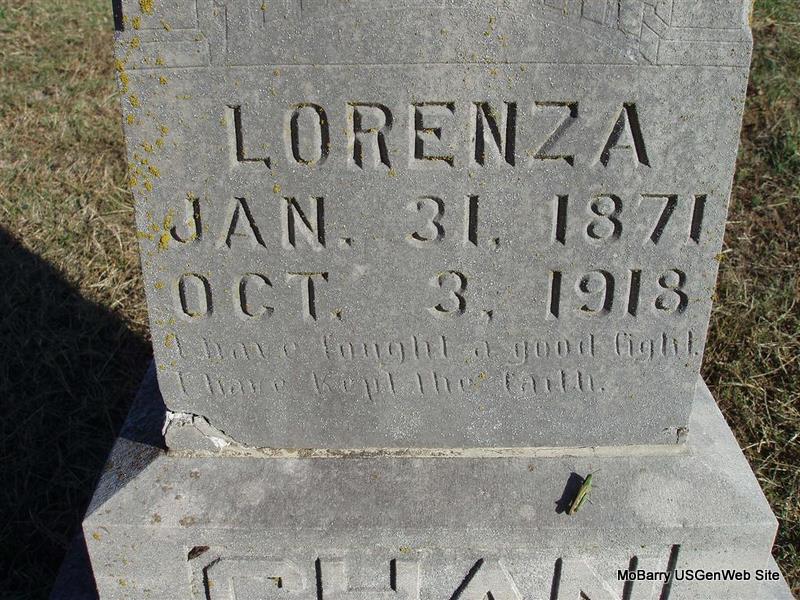 LORENZA
JAN. 31, 1871
OCT. 3, 1918
I have fought a good fight.
I have kept the faith.
MoBarry USGenWeb Site